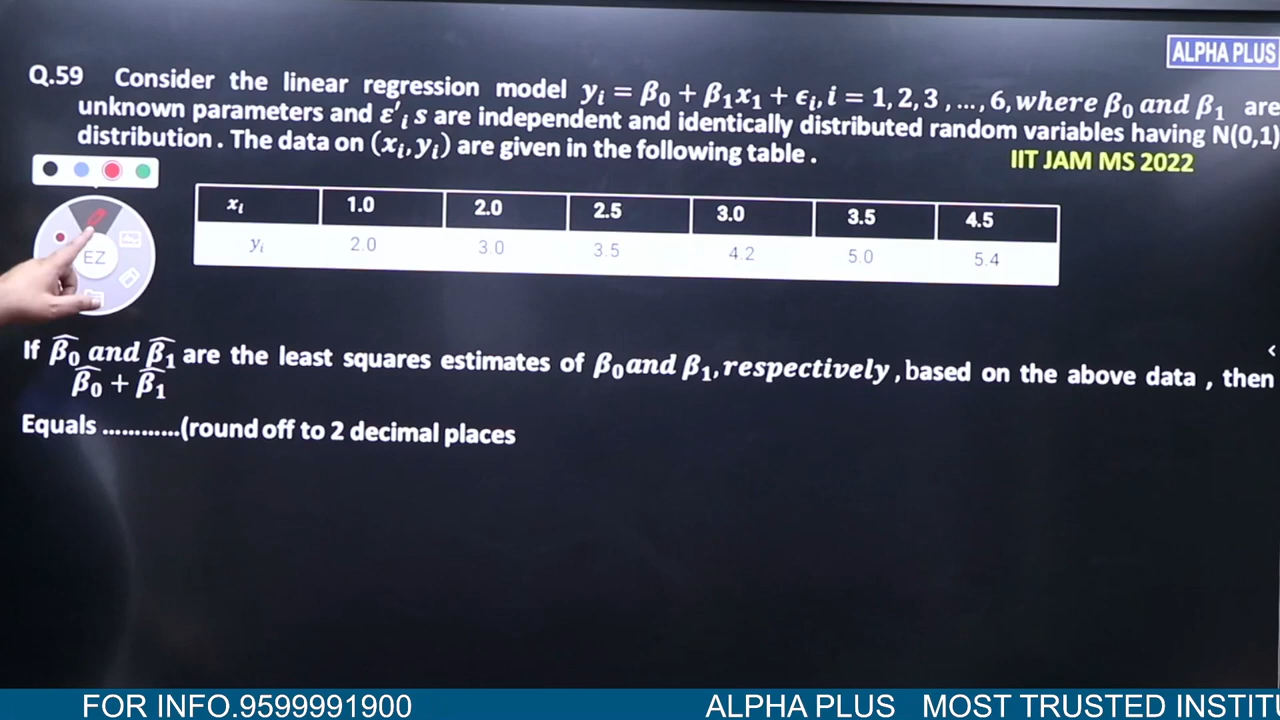 ALPHA PLUS
Q.59 Consider the linear regression model yᵢ = β₀ + β₁x₁ + ϵᵢ, i = 1, 2, 3 , ..., 6, where β₀ and β₁ are
unknown parameters and ε′ᵢ s are independent and identically distributed random variables having N(0,1)
distribution . The data on (xᵢ, yᵢ) are given in the following table .
IIT JAM MS 2022
xᵢ 1.0 2.0 2.5 3.0 3.5 4.5
yᵢ 2.0 3.0 3.5 4.2 5.0 5.4
EZ
If β̂₀ and β̂₁ are the least squares estimates of β₀and β₁, respectively , based on the above data , then
β̂₀ + β̂₁
Equals ............(round off to 2 decimal places
FOR INFO.9599991900 ALPHA PLUS MOST TRUSTED INSTITU